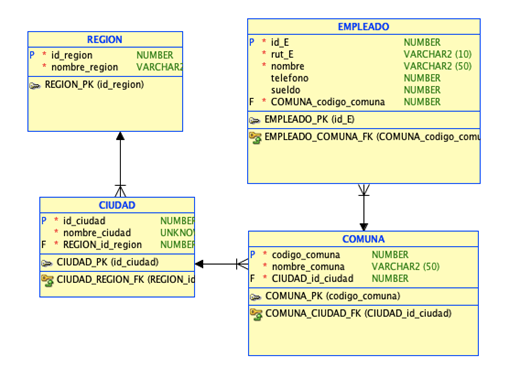 REGION
P * id_region NUMBER
* nombre_region VARCHAR2
REGION_PK (id_region)
EMPLEADO
P * id_E NUMBER
* rut_E VARCHAR2 (10)
* nombre VARCHAR2 (50)
telefono NUMBER
sueldo NUMBER
F * COMUNA_codigo_comuna NUMBER
EMPLEADO_PK (id_E)
EMPLEADO_COMUNA_FK (COMUNA_codigo_comu
CIUDAD
P * id_ciudad NUMBER
* nombre_ciudad UNKNO
F * REGION_id_region NUMBER
CIUDAD_PK (id_ciudad)
CIUDAD_REGION_FK (REGION_id
COMUNA
P * codigo_comuna NUMBER
* nombre_comuna VARCHAR2 (50)
F * CIUDAD_id_ciudad NUMBER
COMUNA_PK (codigo_comuna)
COMUNA_CIUDAD_FK (CIUDAD_id_ciudad)